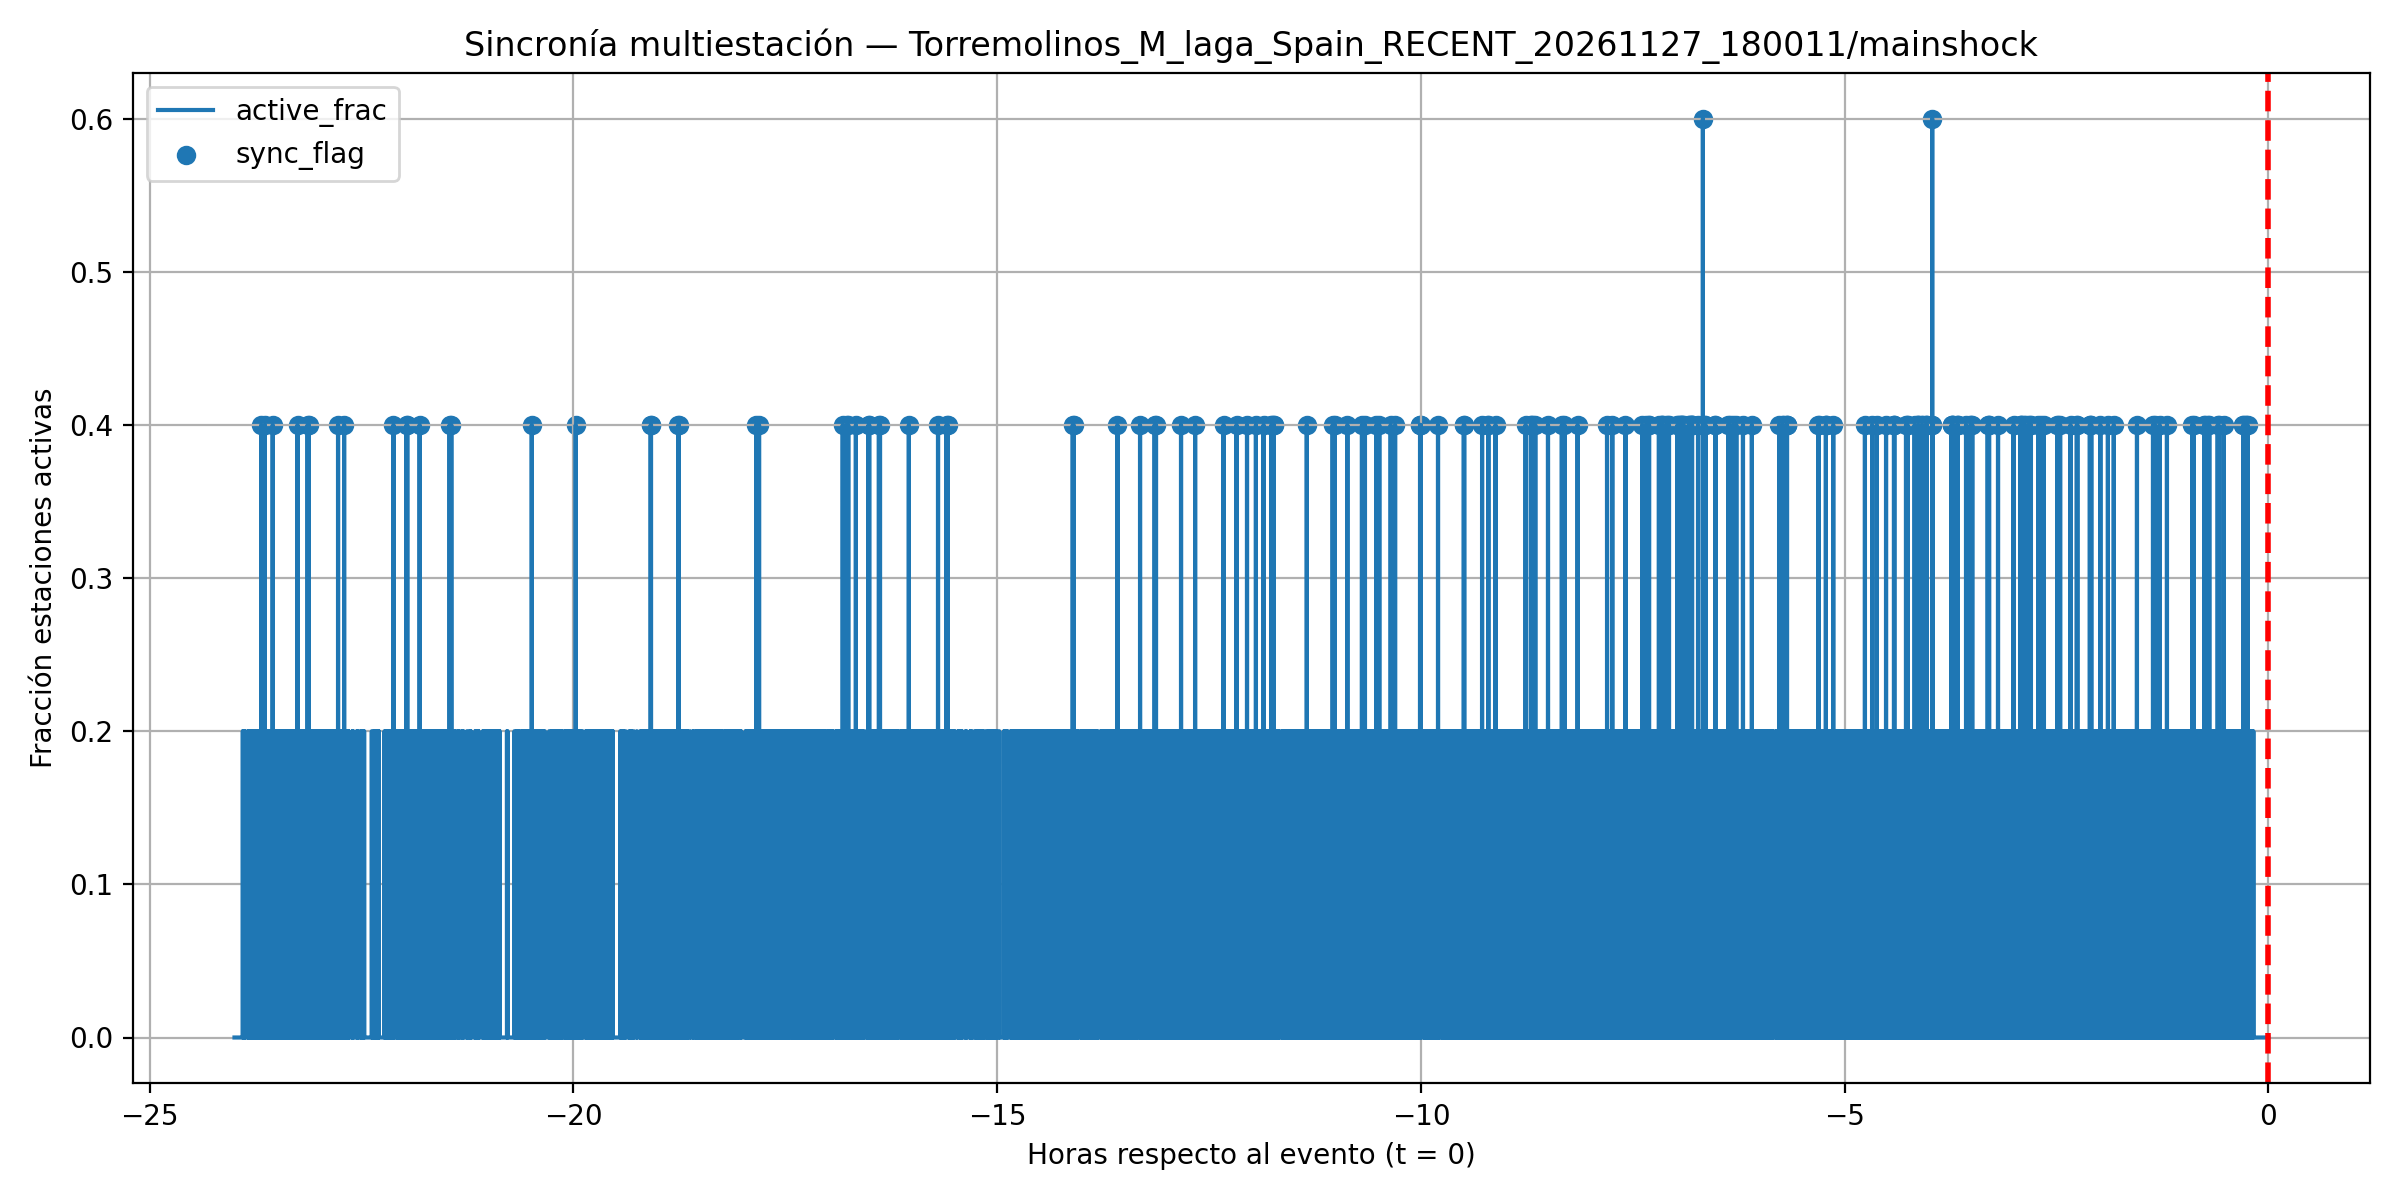 Sincronía multiestación — Torremolinos_M_laga_Spain_RECENT_20261127_180011/mainshock
active_frac
sync_flag
Fracción estaciones activas
0.6
0.5
0.4
0.3
0.2
0.1
0.0
−25
−20
−15
−10
−5
0
Horas respecto al evento (t = 0)